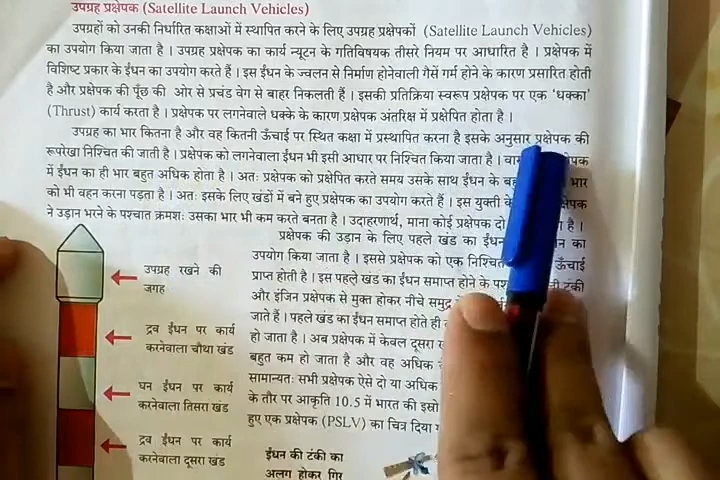 उपग्रह प्रक्षेपक (Satellite Launch Vehicles)
उपग्रहों को उनकी निर्धारित कक्षाओं में स्थापित करने के लिए उपग्रह प्रक्षेपकों (Satellite Launch Vehicles)
का उपयोग किया जाता है । उपग्रह प्रक्षेपक का कार्य न्यूटन के गतिविषयक तीसरे नियम पर आधारित है । प्रक्षेपक में
विशिष्ट प्रकार के ईंधन का उपयोग करते हैं । इस ईंधन के ज्वलन से निर्माण होनेवाली गैसें गर्म होने के कारण प्रसारित होती
है और प्रक्षेपक की पूँछ की ओर से प्रचंड वेग से बाहर निकलती हैं । इसकी प्रतिक्रिया स्वरूप प्रक्षेपक पर एक ‘धक्का’
(Thrust) कार्य करता है । प्रक्षेपक पर लगनेवाले धक्के के कारण प्रक्षेपक अंतरिक्ष में प्रक्षेपित होता है ।
उपग्रह का भार कितना है और वह कितनी ऊँचाई पर स्थित कक्षा में प्रस्थापित करना है इसके अनुसार प्रक्षेपक की
रूपरेखा निश्चित की जाती है । प्रक्षेपक को लगनेवाला ईंधन भी इसी आधार पर निश्चित किया जाता है ।
में ईंधन का ही भार बहुत अधिक होता है । अतः प्रक्षेपक को प्रक्षेपित करते समय उसके साथ ईंधन के भार
को भी वहन करना पड़ता है । अतः इसके लिए खंडों में बने हुए प्रक्षेपक का उपयोग करते हैं । इस युक्ती
ने उड़ान भरने के पश्चात क्रमशः उसका भार भी कम करते बनता है । उदाहरणार्थ, माना कोई प्रक्षेपक दो है ।
प्रक्षेपक की उड़ान के लिए पहले खंड का ईंधन का
उपयोग किया जाता है । इससे प्रक्षेपक को एक निश्चित ऊँचाई
प्राप्त होती है । इस पहले खंड का ईंधन समाप्त होने के टंकी
और इंजिन प्रक्षेपक से मुक्त होकर नीचे समुद्र
जाते हैं । पहले खंड का ईंधन समाप्त होते ही
हो जाता है । अब प्रक्षेपक में केवल दूसरा
बहुत कम हो जाता है और वह अधिक
सामान्यतः सभी प्रक्षेपक ऐसे दो या अधिक
के तौर पर आकृति 10.5 में भारत की इस्रो
हुए एक प्रक्षेपक (PSLV) का चित्र दिया
उपग्रह रखने की
जगह
द्रव ईंधन पर कार्य
करनेवाला चौथा खंड
घन ईंधन पर कार्य
करनेवाला तिसरा खंड
द्रव ईंधन पर कार्य
करनेवाला दूसरा खंड
ईंधन की टंकी का
अलग होकर गिर